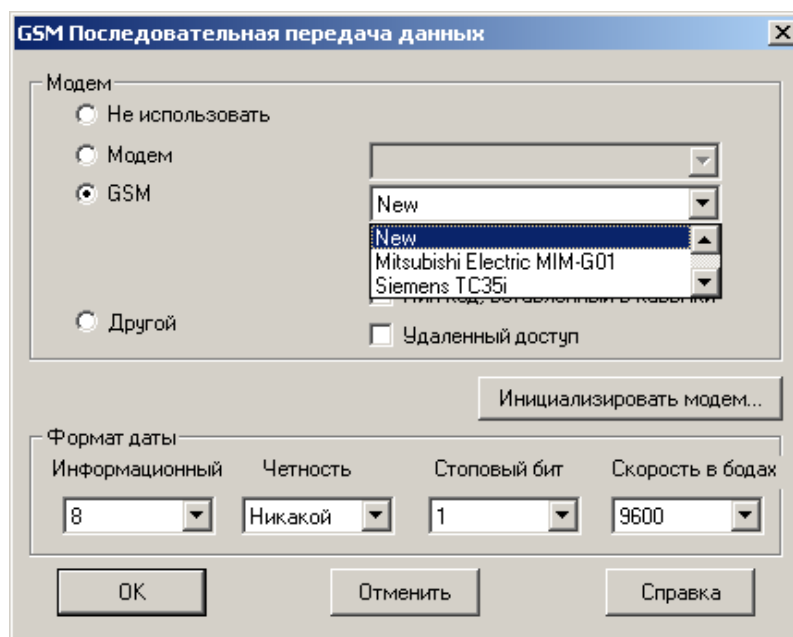 GSM Последовательная передача данных
Модем
Не использовать
Модем
GSM
New
New
Mitsubishi Electric MIM-G01
Siemens TC35i
Другой
Удаленный доступ
Инициализировать модем...
Формат даты
Информационный Четность Стоповый бит Скорость в бодах
8 Никакой 1 9600
OK Отменить Справка